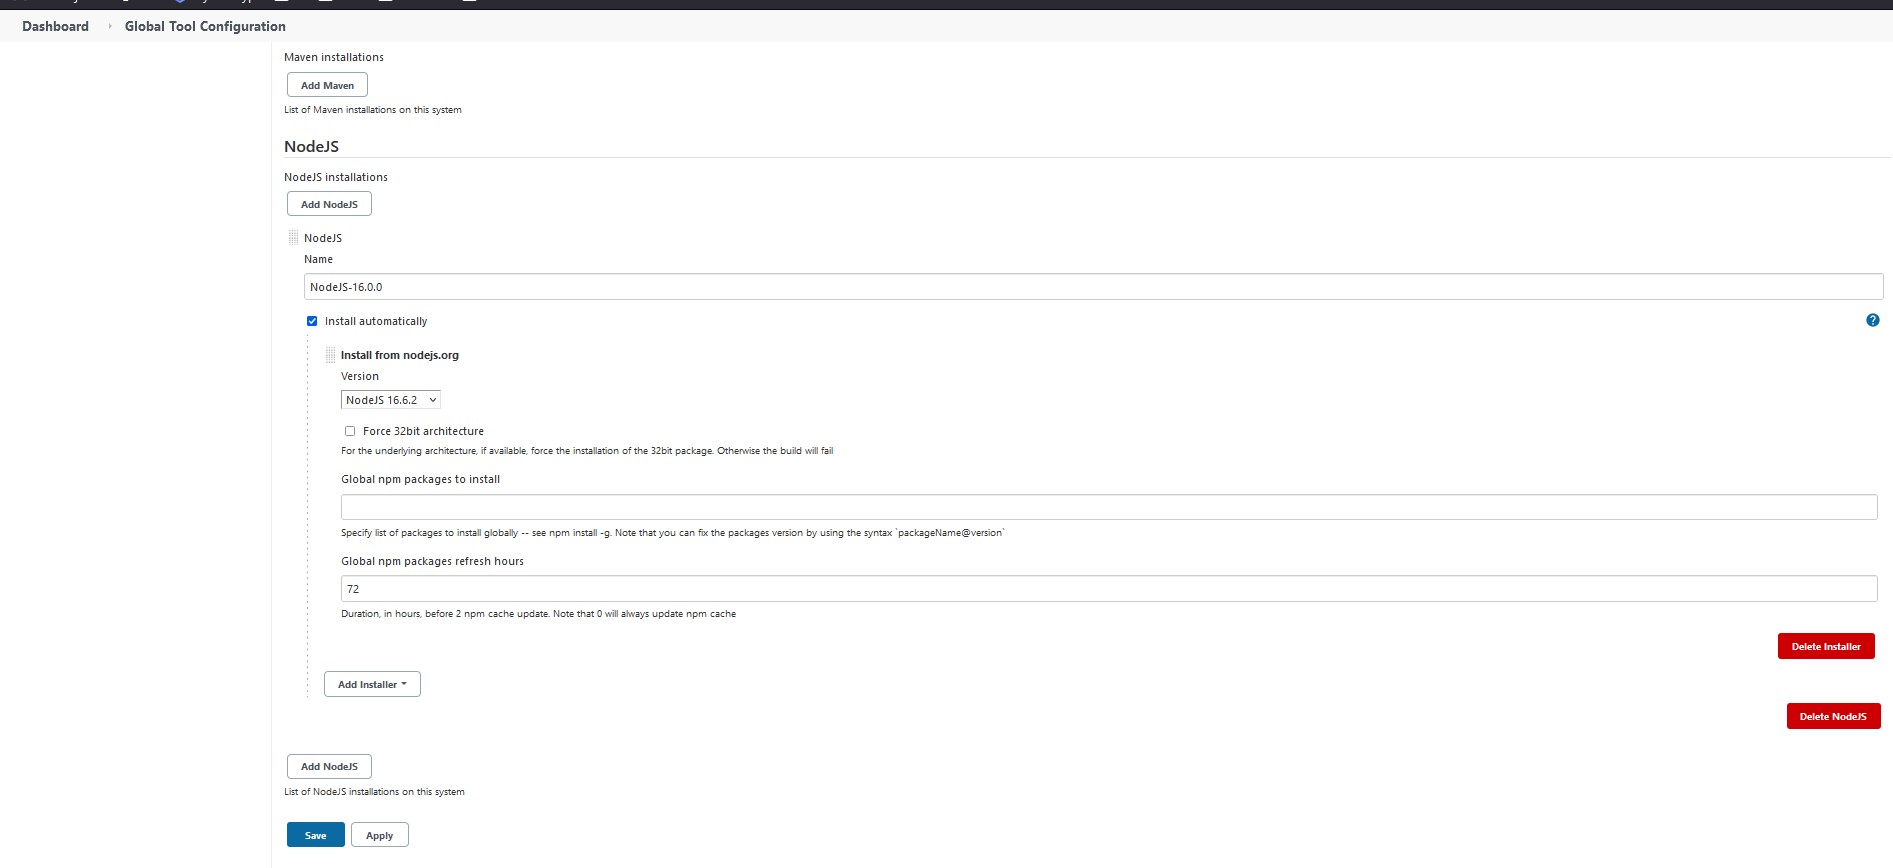 Dashboard
Global Tool Configuration
Maven installations
Add Maven
List of Maven installations on this system
NodeJS
NodeJS installations
Add NodeJS
NodeJS
Name
NodeJS-16.0.0
Install automatically
?
Install from nodejs.org
Version
NodeJS 16.6.2
Force 32bit architecture
For the underlying architecture, if available, force the installation of the 32bit package. Otherwise the build will fail
Global npm packages to install
Specify list of packages to install globally -- see npm install -g. Note that you can fix the packages version by using the syntax `packageName@version`
Global npm packages refresh hours
72
Duration, in hours, before 2 npm cache update. Note that 0 will always update npm cache
Delete Installer
Add Installer
Delete NodeJS
Add NodeJS
List of NodeJS installations on this system
Save
Apply